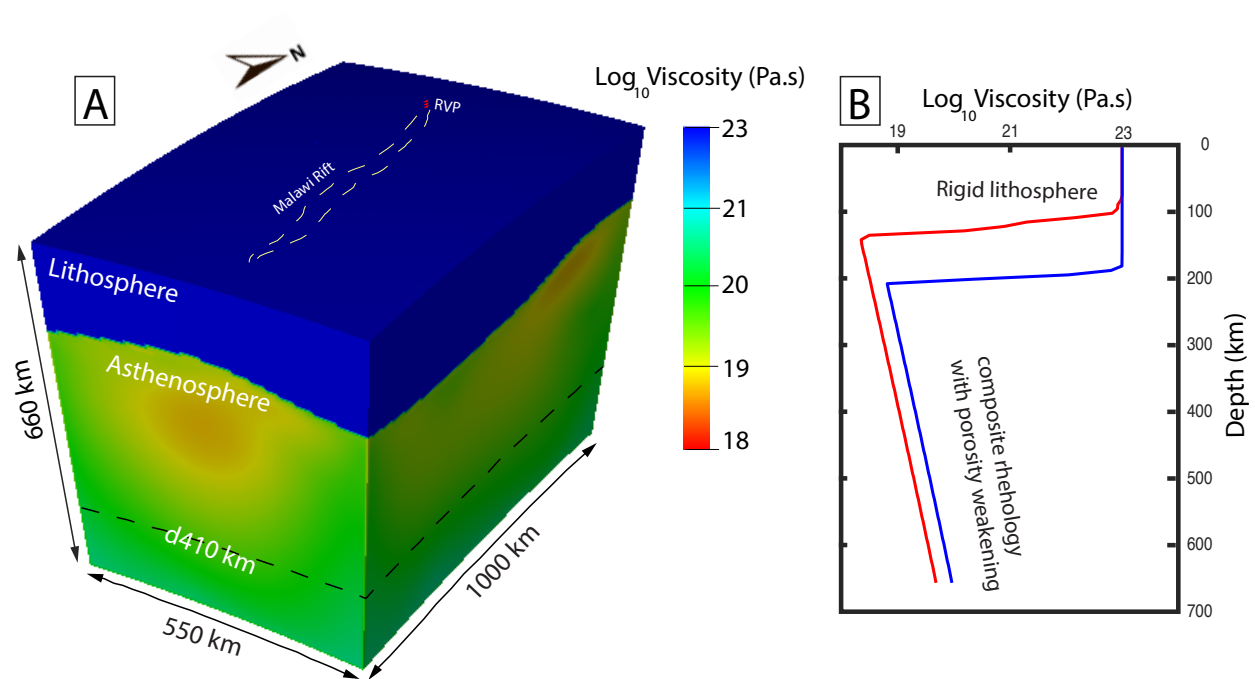 A
N
RVP
Malawi Rift
Lithosphere
Asthenosphere
d410 km
660 km
550 km
1000 km
Log10Viscosity (Pa.s)
23
21
20
19
18
B
Log10Viscosity (Pa.s)
19 21 23
0
100
200
300
400
500
600
700
Depth (km)
Rigid lithosphere
composite rhehology
with porosity weakening